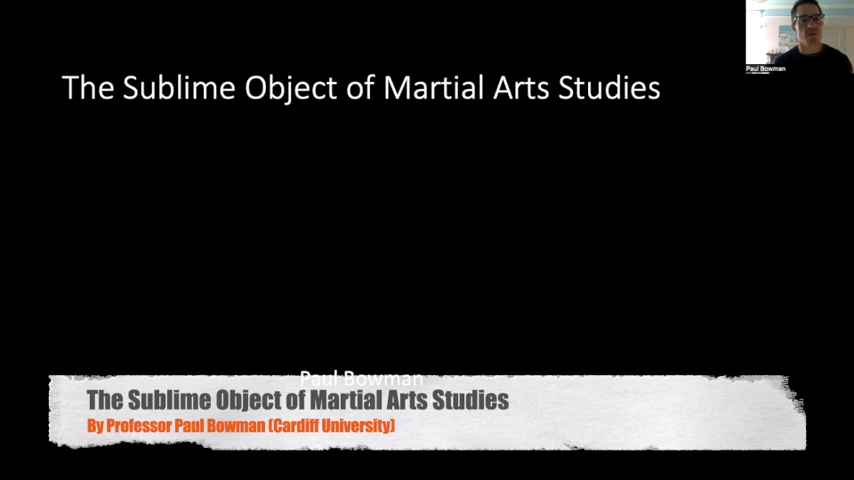 Paul Bowman
The Sublime Object of Martial Arts Studies
Paul Bowman
The Sublime Object of Martial Arts Studies
By Professor Paul Bowman (Cardiff University)